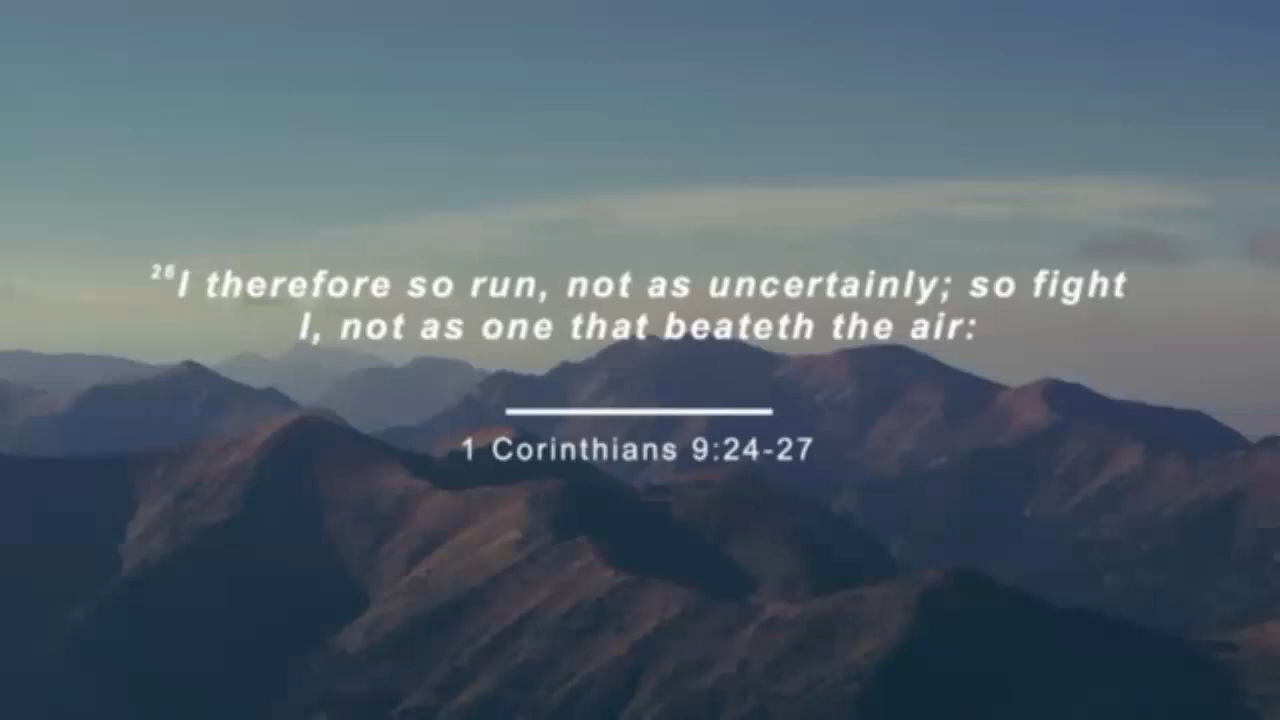 26I therefore so run, not as uncertainly; so fight
I, not as one that beateth the air:
1 Corinthians 9:24-27